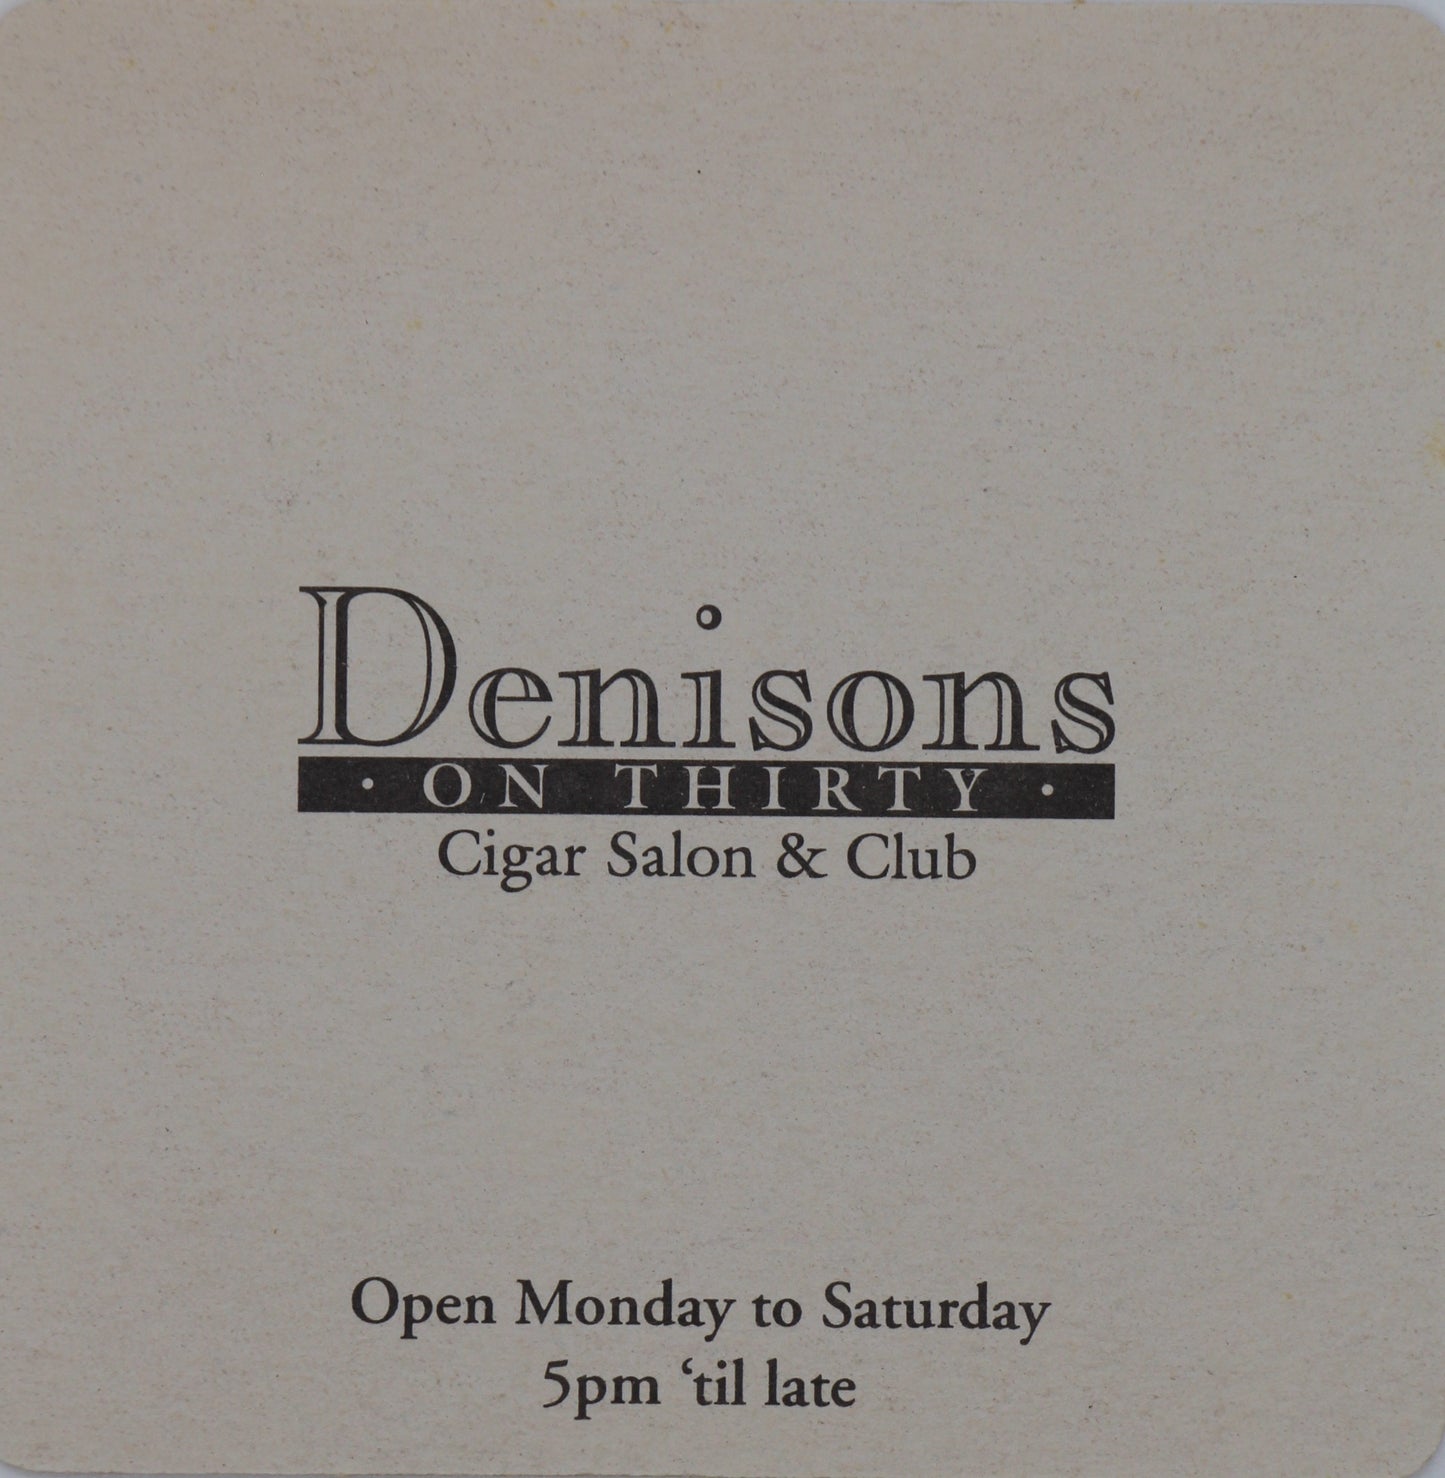 Denisons
· ON THIRTY ·
Cigar Salon & Club
Open Monday to Saturday
5pm ‘til late